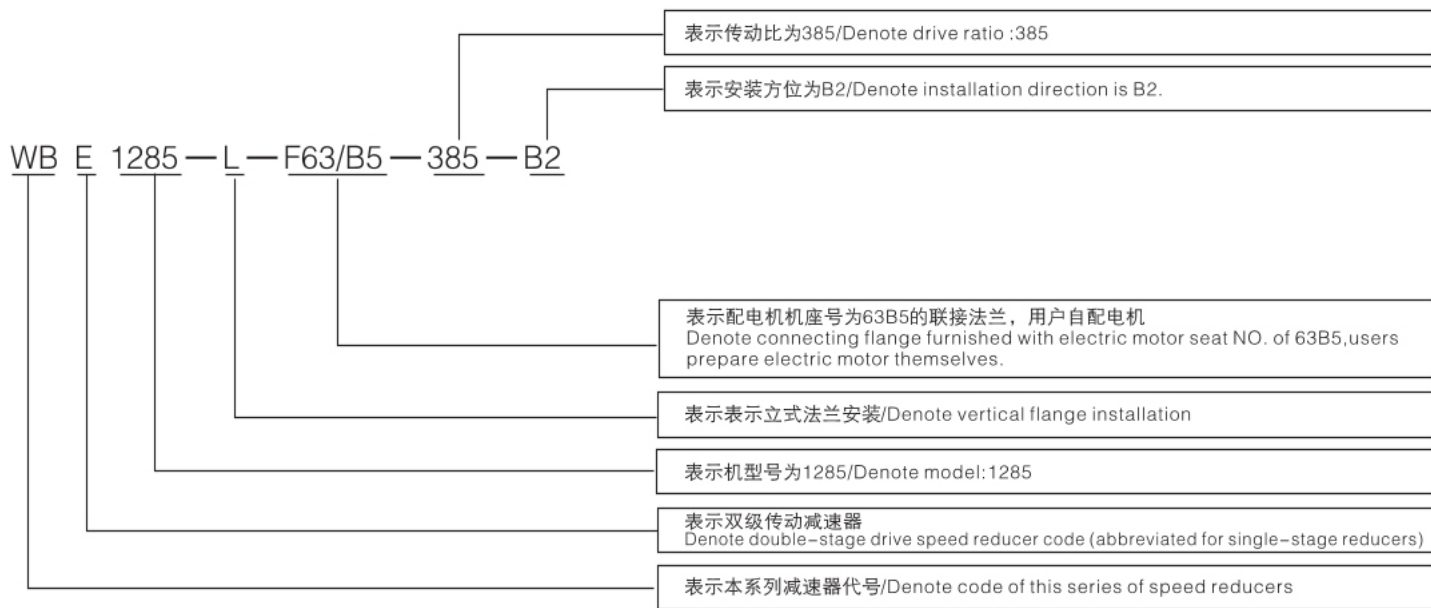 表示传动比为385/Denote drive ratio :385
表示安装方位为B2/Denote installation direction is B2.
WB E 1285—L—F63/B5—385—B2
表示配电机机座号为63B5的联接法兰，用户自配电机
Denote connecting flange furnished with electric motor seat NO. of 63B5,users
prepare electric motor themselves.
表示表示立式法兰安装/Denote vertical flange installation
表示机型号为1285/Denote model:1285
表示双级传动减速器
Denote double-stage drive speed reducer code (abbreviated for single-stage reducers)
表示本系列减速器代号/Denote code of this series of speed reducers